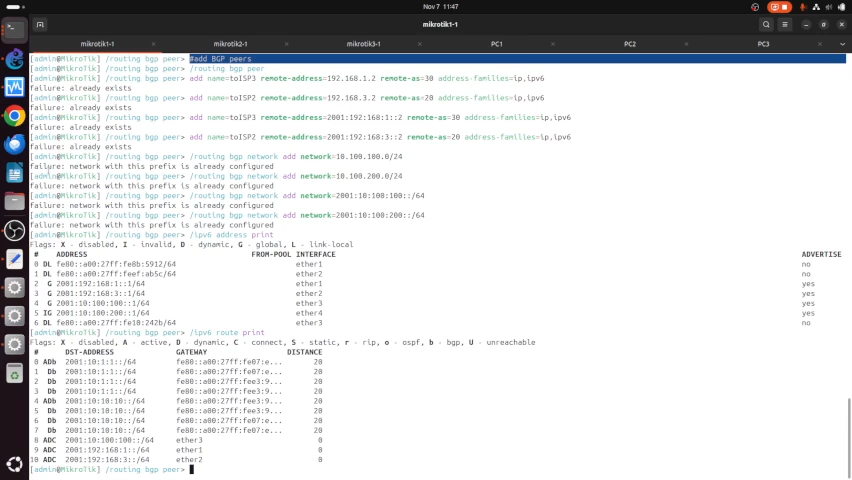 Nov 7 11:47
mikrotik1-1
mikrotik1-1 × mikrotik2-1 × mikrotik3-1 × PC1 × PC2 × PC3 ×
[admin@MikroTik] /routing bgp peer> #add BGP peers
[admin@MikroTik] /routing bgp peer> /routing bgp peer
[admin@MikroTik] /routing bgp peer> add name=toISP3 remote-address=192.168.1.2 remote-as=30 address-families=ip,ipv6
failure: already exists
[admin@MikroTik] /routing bgp peer> add name=toISP2 remote-address=192.168.3.2 remote-as=20 address-families=ip,ipv6
failure: already exists
[admin@MikroTik] /routing bgp peer> add name=toISP3 remote-address=2001:192:168:1::2 remote-as=30 address-families=ip,ipv6
failure: already exists
[admin@MikroTik] /routing bgp peer> add name=toISP2 remote-address=2001:192:168:3::2 remote-as=20 address-families=ip,ipv6
failure: already exists
[admin@MikroTik] /routing bgp peer> /routing bgp network add network=10.100.100.0/24
failure: network with this prefix is already configured
[admin@MikroTik] /routing bgp peer> /routing bgp network add network=10.100.200.0/24
failure: network with this prefix is already configured
[admin@MikroTik] /routing bgp peer> /routing bgp network add network=2001:10:100:100::/64
failure: network with this prefix is already configured
[admin@MikroTik] /routing bgp peer> /routing bgp network add network=2001:10:100:200::/64
failure: network with this prefix is already configured
[admin@MikroTik] /routing bgp peer> /ipv6 address print
Flags: X - disabled, I - invalid, D - dynamic, G - global, L - link-local
# ADDRESS FROM-POOL INTERFACE ADVERTISE
0 DL fe80::a00:27ff:fe8b:5912/64 ether1 no
1 DL fe80::a00:27ff:feef:ab5c/64 ether2 no
2 G 2001:192:168:1::1/64 ether1 yes
3 G 2001:192:168:3::1/64 ether2 yes
4 G 2001:10:100:100::1/64 ether3 yes
5 IG 2001:10:100:200::1/64 ether4 yes
6 DL fe80::a00:27ff:fe10:242b/64 ether3 no
[admin@MikroTik] /routing bgp peer> /ipv6 route print
Flags: X - disabled, A - active, D - dynamic, C - connect, S - static, r - rip, o - ospf, b - bgp, U - unreachable
# DST-ADDRESS GATEWAY DISTANCE
0 ADb 2001:10:1:1::/64 fe80::a00:27ff:fe07:e... 20
1 Db 2001:10:1:1::/64 fe80::a00:27ff:fe07:e... 20
2 Db 2001:10:1:1::/64 fe80::a00:27ff:fee3:9... 20
3 Db 2001:10:1:1::/64 fe80::a00:27ff:fee3:9... 20
4 ADb 2001:10:10:10::/64 fe80::a00:27ff:fee3:9... 20
5 Db 2001:10:10:10::/64 fe80::a00:27ff:fee3:9... 20
6 Db 2001:10:10:10::/64 fe80::a00:27ff:fe07:e... 20
7 Db 2001:10:10:10::/64 fe80::a00:27ff:fe07:e... 20
8 ADC 2001:10:100:100::/64 ether3 0
9 ADC 2001:192:168:1::/64 ether1 0
10 ADC 2001:192:168:3::/64 ether2 0
[admin@MikroTik] /routing bgp peer>